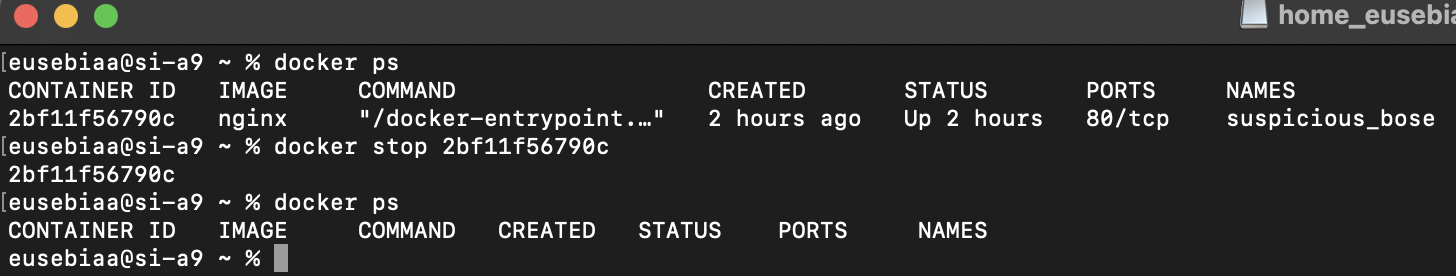 home_eusebia
[eusebiaa@si-a9 ~ % docker ps
CONTAINER ID   IMAGE     COMMAND                  CREATED       STATUS       PORTS     NAMES
2bf11f56790c   nginx     "/docker-entrypoint.…"   2 hours ago   Up 2 hours   80/tcp    suspicious_bose
[eusebiaa@si-a9 ~ % docker stop 2bf11f56790c
2bf11f56790c
[eusebiaa@si-a9 ~ % docker ps
CONTAINER ID   IMAGE     COMMAND   CREATED   STATUS    PORTS     NAMES
eusebiaa@si-a9 ~ %